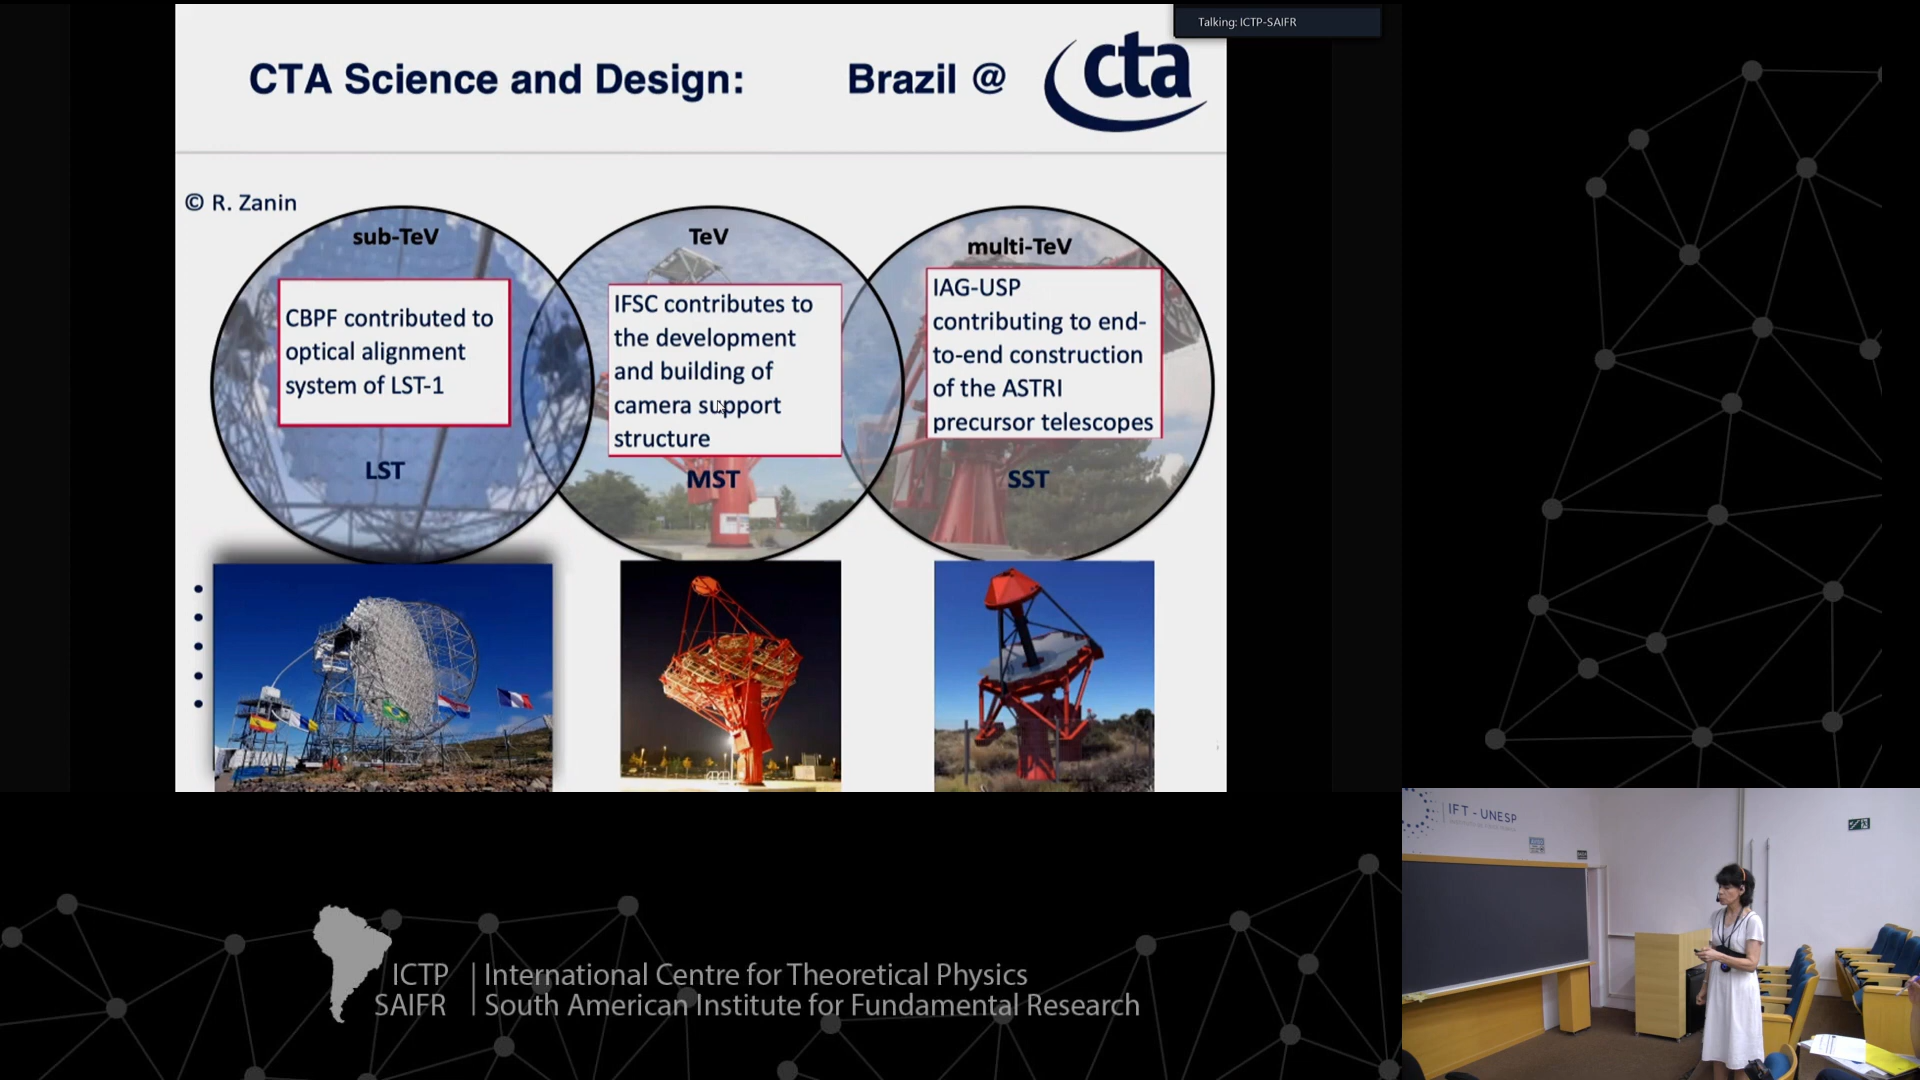 Talking: ICTP-SAIFR
CTA Science and Design:
Brazil @
cta
© R. Zanin
sub-TeV
TeV
multi-TeV
CBPF contributed to
optical alignment
system of LST-1
LST
IFSC contributes to
the development
and building of
camera support
structure
MST
IAG-USP
contributing to end-
to-end construction
of the ASTRI
precursor telescopes
SST
IFT - UNESP
ICTP
SAIFR
International Centre for Theoretical Physics
South American Institute for Fundamental Research